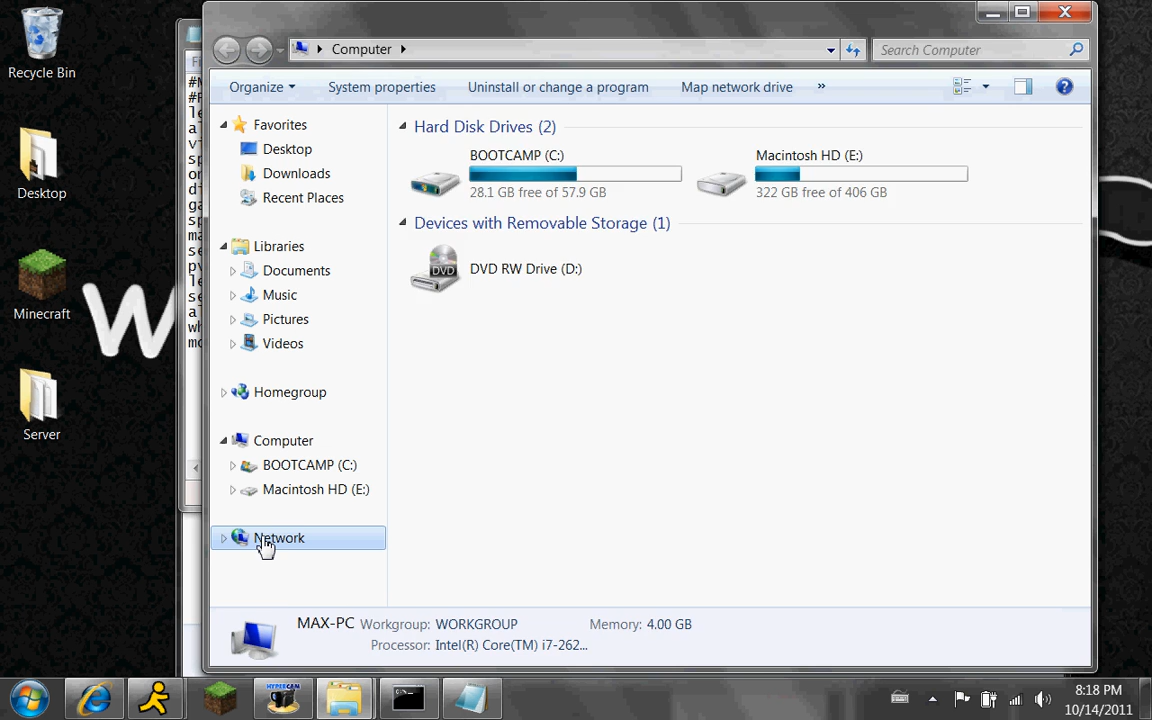 Recycle Bin
Desktop
Minecraft
Server
W
Computer
Search Computer
Organize
System properties
Uninstall or change a program
Map network drive
»
Favorites
Desktop
Downloads
Recent Places
Libraries
Documents
Music
Pictures
Videos
Homegroup
Computer
BOOTCAMP (C:)
Macintosh HD (E:)
Network
Hard Disk Drives (2)
BOOTCAMP (C:)
28.1 GB free of 57.9 GB
Macintosh HD (E:)
322 GB free of 406 GB
Devices with Removable Storage (1)
DVD
DVD RW Drive (D:)
MAX-PC Workgroup: WORKGROUP Memory: 4.00 GB
Processor: Intel(R) Core(TM) i7-262...
HYPERCAM
8:18 PM
10/14/2011